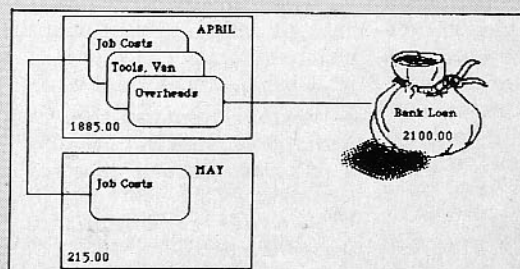 APRIL
Job Costs
Tools, Van
Overheads
1885.00
Bank Loan
2100.00
MAY
Job Costs
215.00